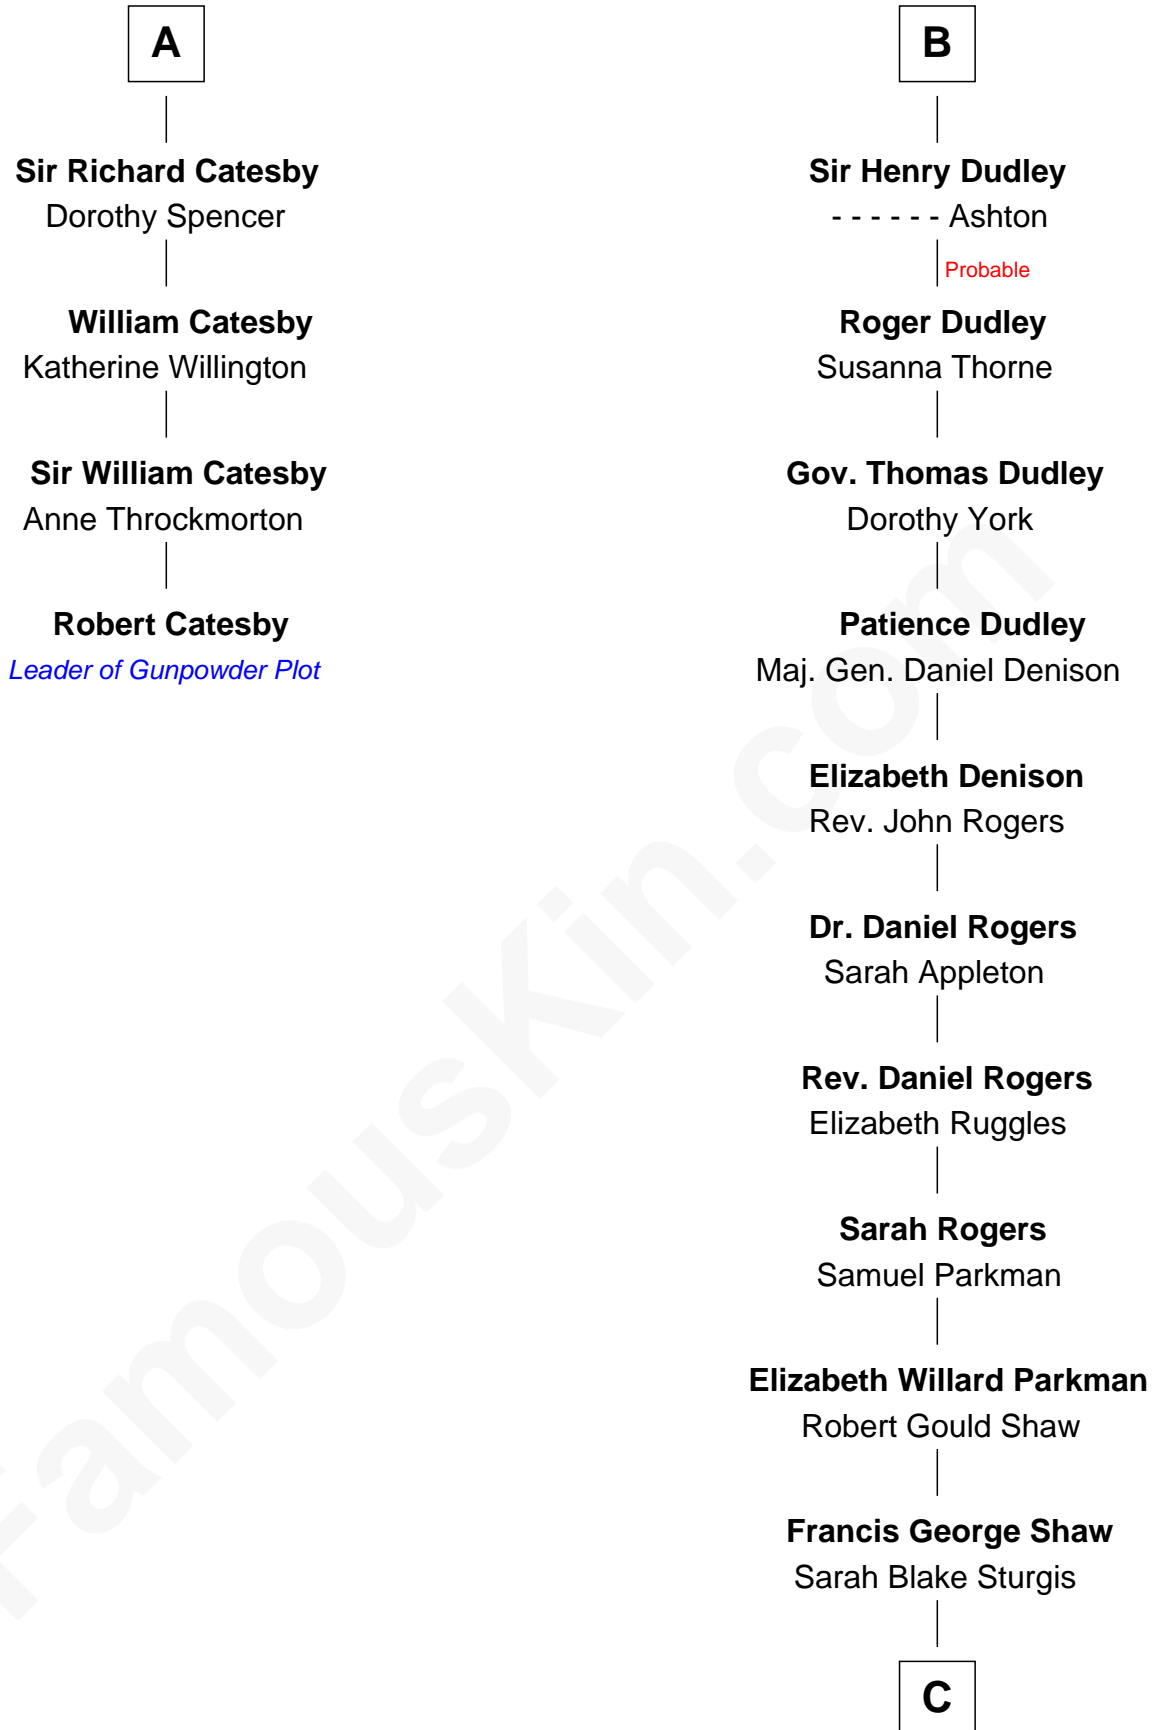 A
Sir Richard Catesby
Dorothy Spencer
William Catesby
Katherine Willington
Sir William Catesby
Anne Throckmorton
Robert Catesby
Leader of Gunpowder Plot
B
Sir Henry Dudley
- - - - - - Ashton
Probable
Roger Dudley
Susanna Thorne
Gov. Thomas Dudley
Dorothy York
Patience Dudley
Maj. Gen. Daniel Denison
Elizabeth Denison
Rev. John Rogers
Dr. Daniel Rogers
Sarah Appleton
Rev. Daniel Rogers
Elizabeth Ruggles
Sarah Rogers
Samuel Parkman
Elizabeth Willard Parkman
Robert Gould Shaw
Francis George Shaw
Sarah Blake Sturgis
C
FamousKin.com